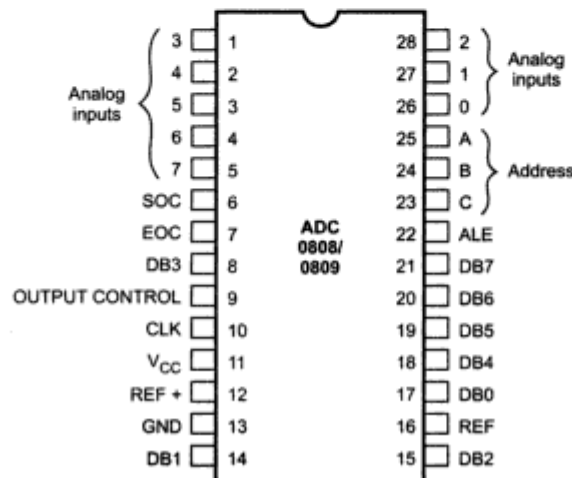 3 1 28 2
4 2 27 1
Analog inputs 5 3 26 0 Analog inputs
6 4 25 A
7 5 24 B Address
SOC 6 23 C
ADC 0808/ 0809
EOC 7 22 ALE
DB3 8 21 DB7
OUTPUT CONTROL 9 20 DB6
CLK 10 19 DB5
VCC 11 18 DB4
REF + 12 17 DB0
GND 13 16 REF
DB1 14 15 DB2